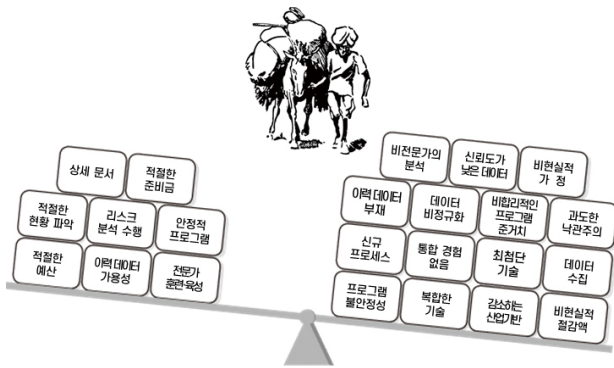 상세 문서
적절한
준비금
적절한
현황 파악
리스크
분석 수행
안정적
프로그램
적절한
예산
이력 데이터
가용성
전문가
훈련·육성
비전문가의
분석
신뢰도가
낮은 데이터
비현실적
가 정
이력 데이터
부재
데이터
비정규화
비합리적인
프로그램
준거치
과도한
낙관주의
신규
프로세스
통합 경험
없음
최첨단
기술
데이터
수집
프로그램
불안정성
복합한
기술
감소하는
산업기반
비현실적
절감액